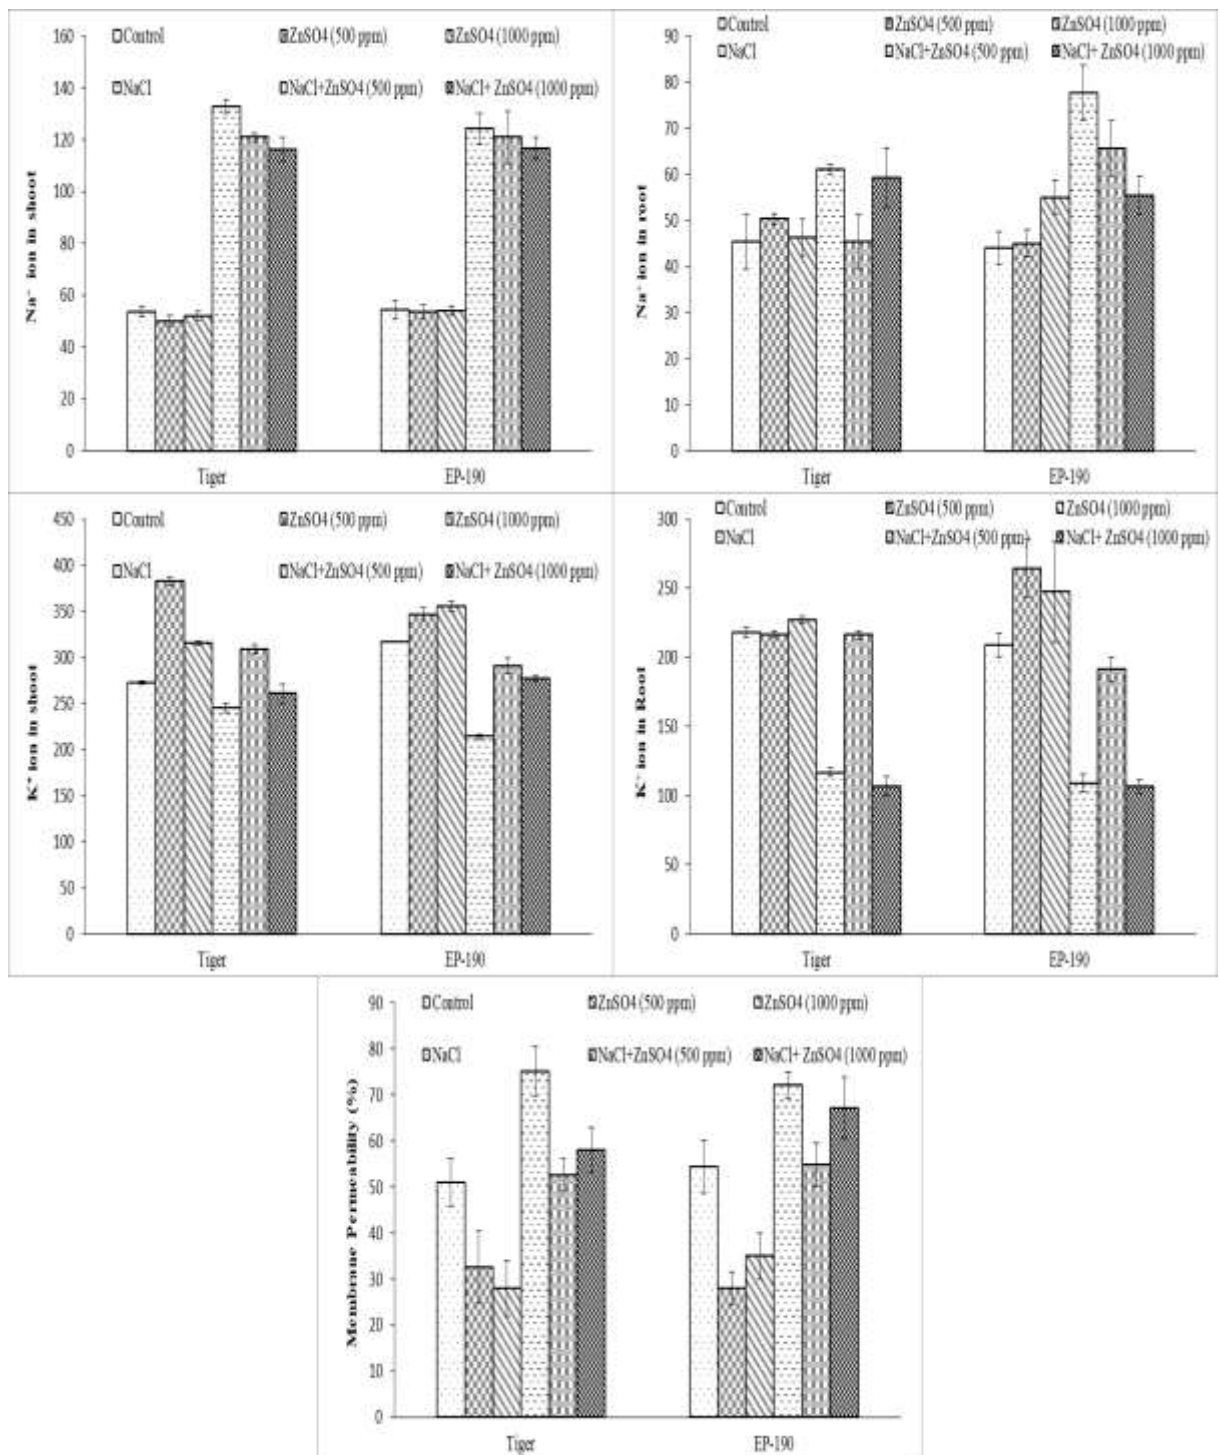 Control ZnSO4 (500 ppm) ZnSO4 (1000 ppm)
NaCl NaCl+ZnSO4 (500 ppm) NaCl+ ZnSO4 (1000 ppm)
160
140
120
100
80
60
40
20
0
Na⁺ ion in shoot
Tiger EP-190
Control ZnSO4 (500 ppm) ZnSO4 (1000 ppm)
NaCl NaCl+ZnSO4 (500 ppm) NaCl+ ZnSO4 (1000 ppm)
90
80
70
60
50
40
30
20
10
0
Na⁺ ion in root
Tiger EP-190
Control ZnSO4 (500 ppm) ZnSO4 (1000 ppm)
NaCl NaCl+ZnSO4 (500 ppm) NaCl+ ZnSO4 (1000 ppm)
450
400
350
300
250
200
150
100
50
0
K⁺ ion in shoot
Tiger EP-190
Control ZnSO4 (500 ppm) ZnSO4 (1000 ppm)
NaCl NaCl+ZnSO4 (500 ppm) NaCl+ ZnSO4 (1000 ppm)
300
250
200
150
100
50
0
K⁺ ion in Root
Tiger EP-190
Control ZnSO4 (500 ppm) ZnSO4 (1000 ppm)
NaCl NaCl+ZnSO4 (500 ppm) NaCl+ ZnSO4 (1000 ppm)
90
80
70
60
50
40
30
20
10
0
Membrane Permeability (%)
Tiger EP-190